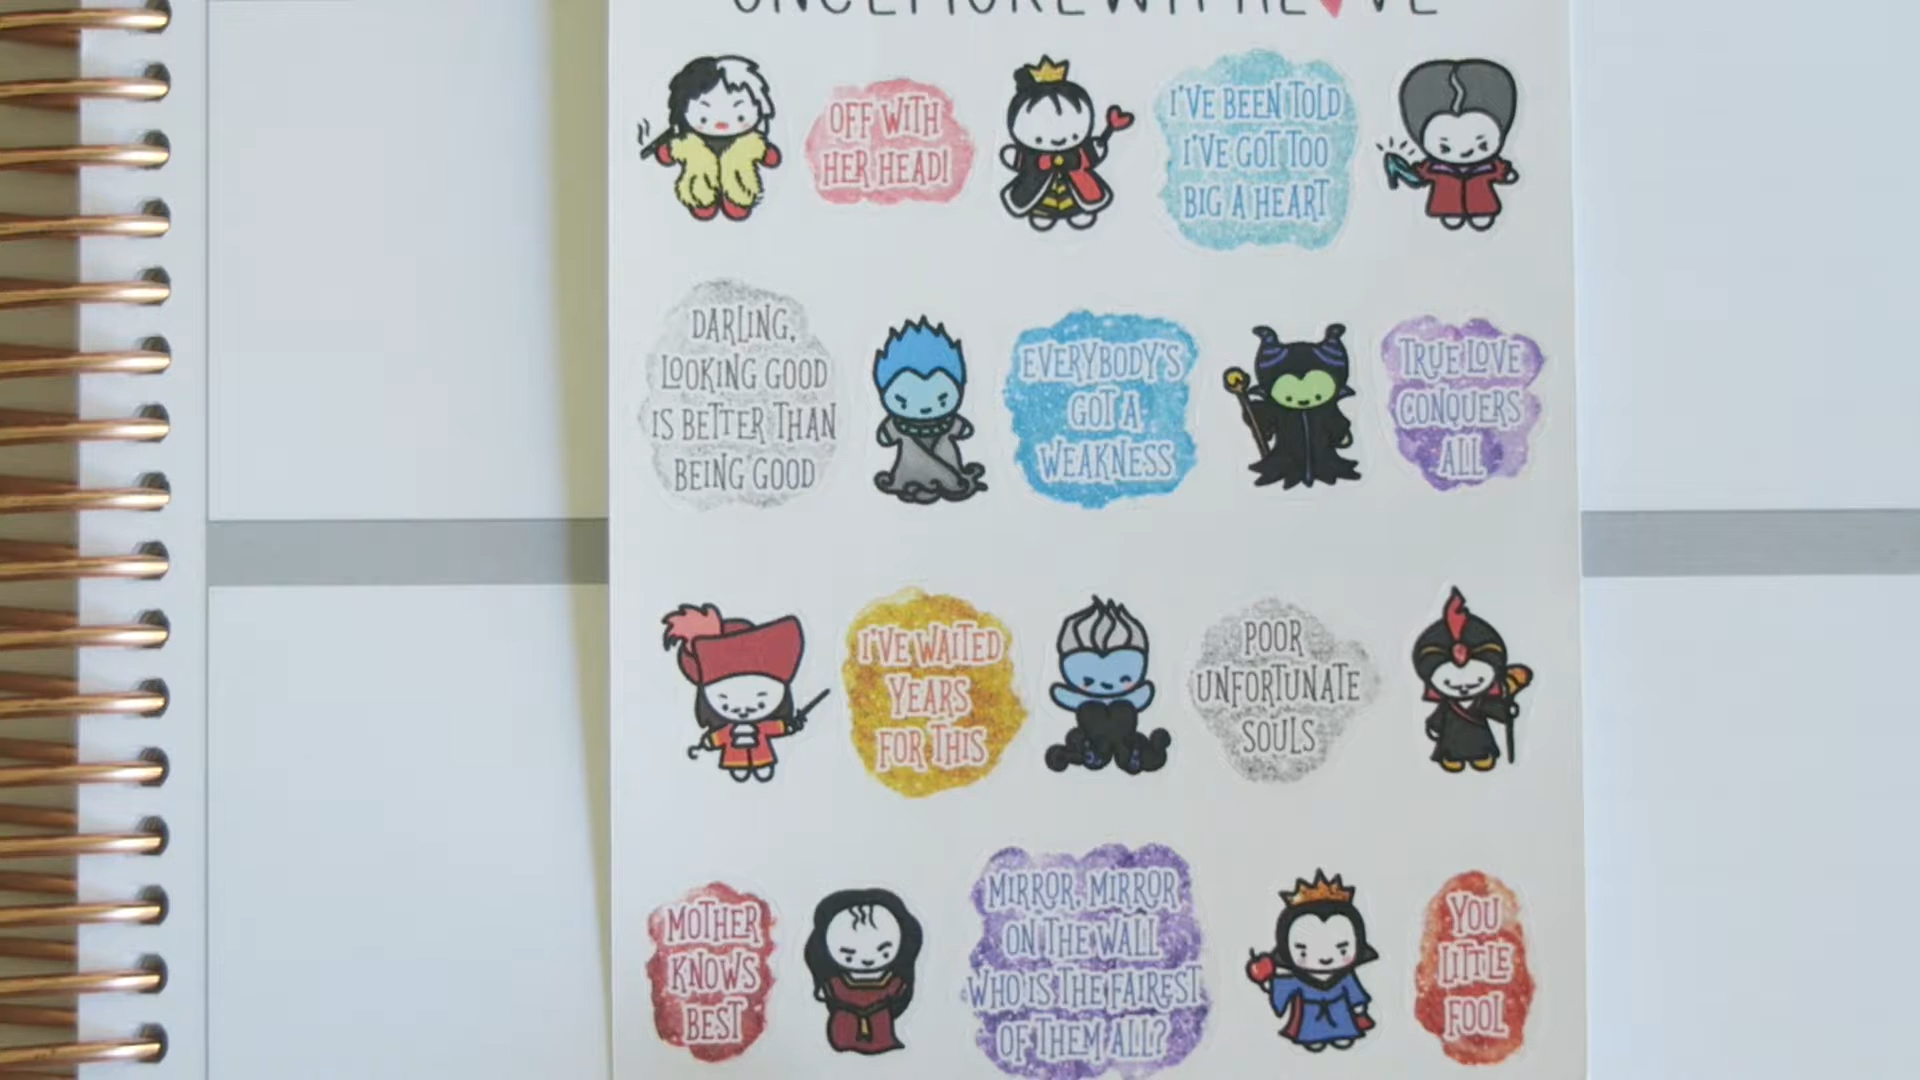 ONCEMOREWITHLOVE
OFF WITH
HER HEAD!
I'VE BEEN TOLD
I'VE GOT TOO
BIG A HEART
DARLING,
LOOKING GOOD
IS BETTER THAN
BEING GOOD
EVERYBODY'S
GOT A
WEAKNESS
TRUE LOVE
CONQUERS
ALL
I'VE WAITED
YEARS
FOR THIS
POOR
UNFORTUNATE
SOULS
MOTHER
KNOWS
BEST
MIRROR, MIRROR
ON THE WALL
WHO IS THE FAIREST
OF THEM ALL?
YOU
LITTLE
FOOL